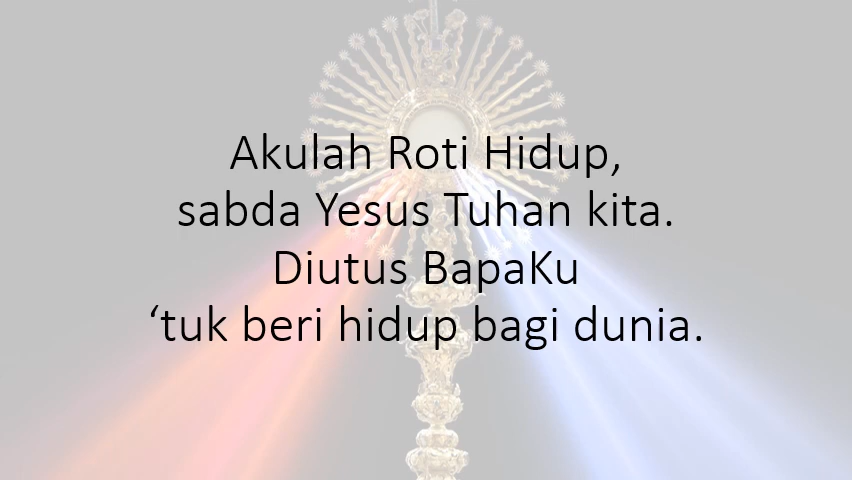 Akulah Roti Hidup,
sabda Yesus Tuhan kita.
Diutus BapaKu
‘tuk beri hidup bagi dunia.